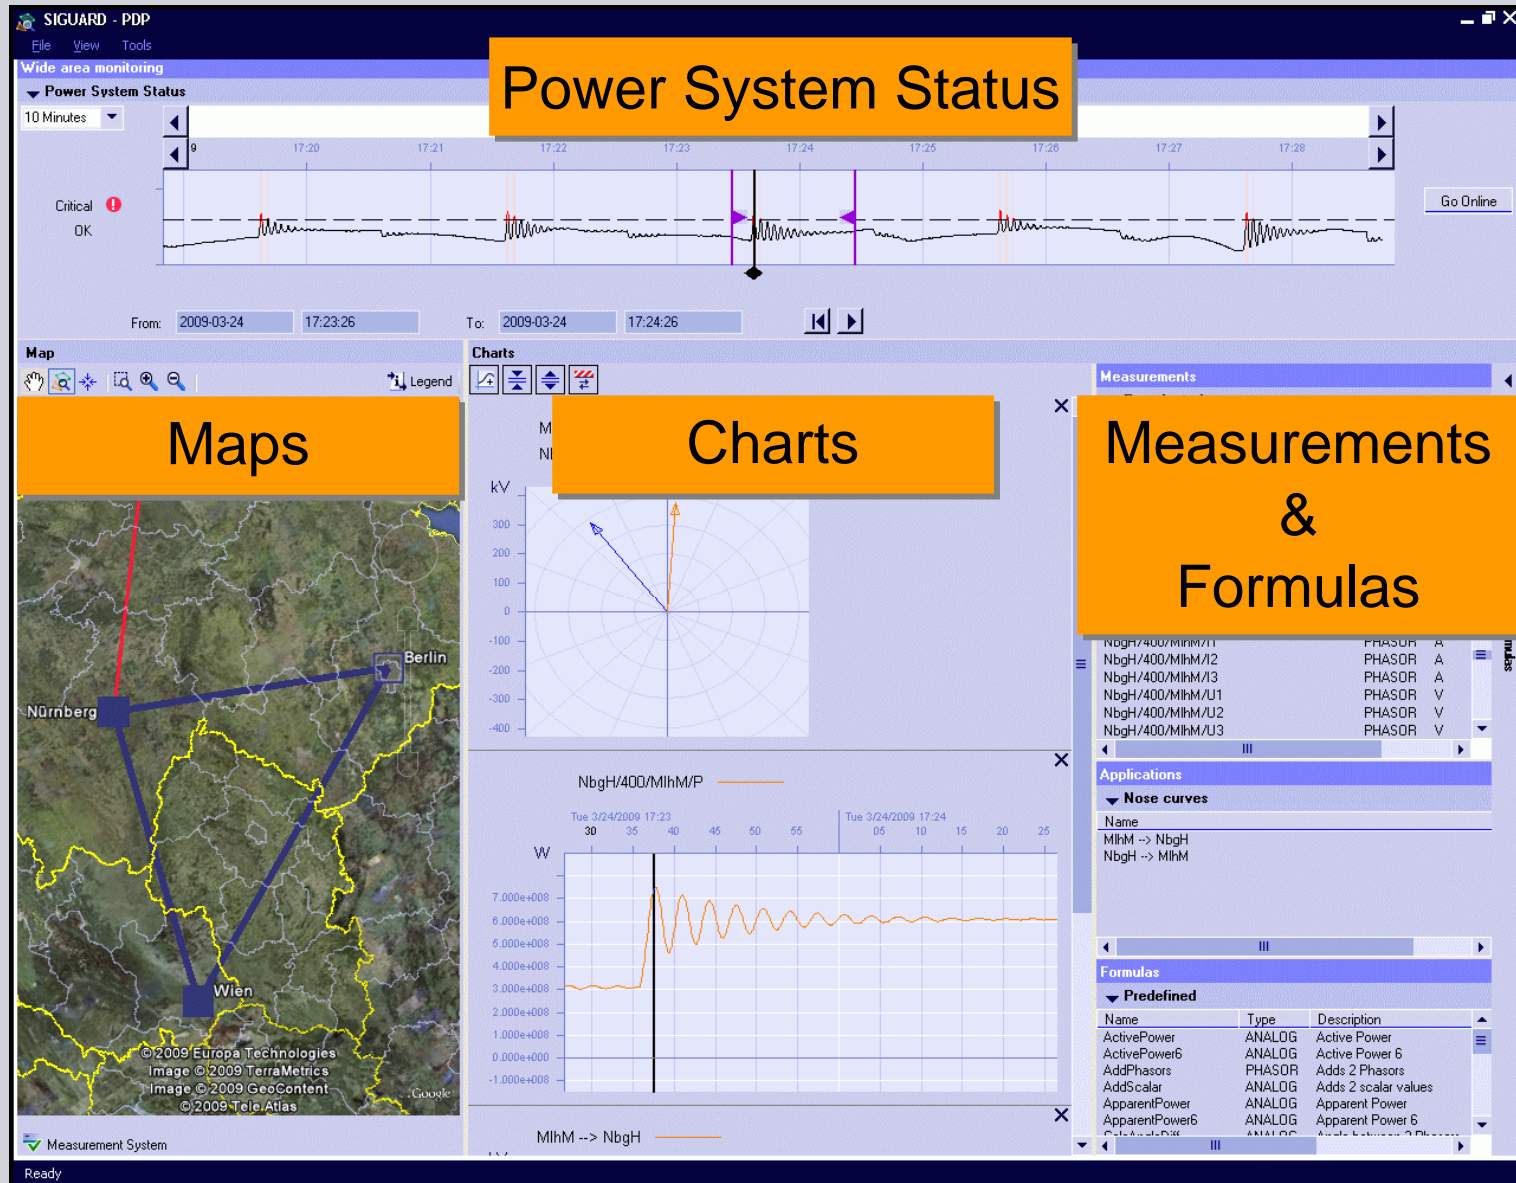 SIGUARD - PDP
File View Tools
Wide area monitoring
Power System Status
Power System Status
10 Minutes
9 17:20 17:21 17:22 17:23 17:24 17:25 17:26 17:27 17:28
Critical
OK
Go Online
From: 2009-03-24 17:23:26 To: 2009-03-24 17:24:26
Map
Legend
Maps
Nürnberg
Berlin
Wien
© 2009 Europa Technologies
Image © 2009 TerraMetrics
Image © 2009 GeoContent
© 2009 Tele Atlas
Google
Measurement System
Ready
Charts
Charts
kV
300
200
100
0
-100
-200
-300
-400
NbgH/400/MlhM/P
Tue 3/24/2009 17:23 Tue 3/24/2009 17:24
30 35 40 45 50 55 05 10 15 20 25
W
7.000e+008
6.000e+008
5.000e+008
4.000e+008
3.000e+008
2.000e+008
1.000e+008
0.000e+000
-1.000e+008
MlhM --> NbgH
Measurements
Measurements
&
Formulas
NbgH/400/MlhM/I1 PHASOR A
NbgH/400/MlhM/I2 PHASOR A
NbgH/400/MlhM/I3 PHASOR A
NbgH/400/MlhM/U1 PHASOR V
NbgH/400/MlhM/U2 PHASOR V
NbgH/400/MlhM/U3 PHASOR V
Applications
Nose curves
Name
MlhM --> NbgH
NbgH --> MlhM
Formulas
Predefined
Name Type Description
ActivePower ANALOG Active Power
ActivePower6 ANALOG Active Power 6
AddPhasors PHASOR Adds 2 Phasors
AddScalar ANALOG Adds 2 scalar values
ApparentPower ANALOG Apparent Power
ApparentPower6 ANALOG Apparent Power 6